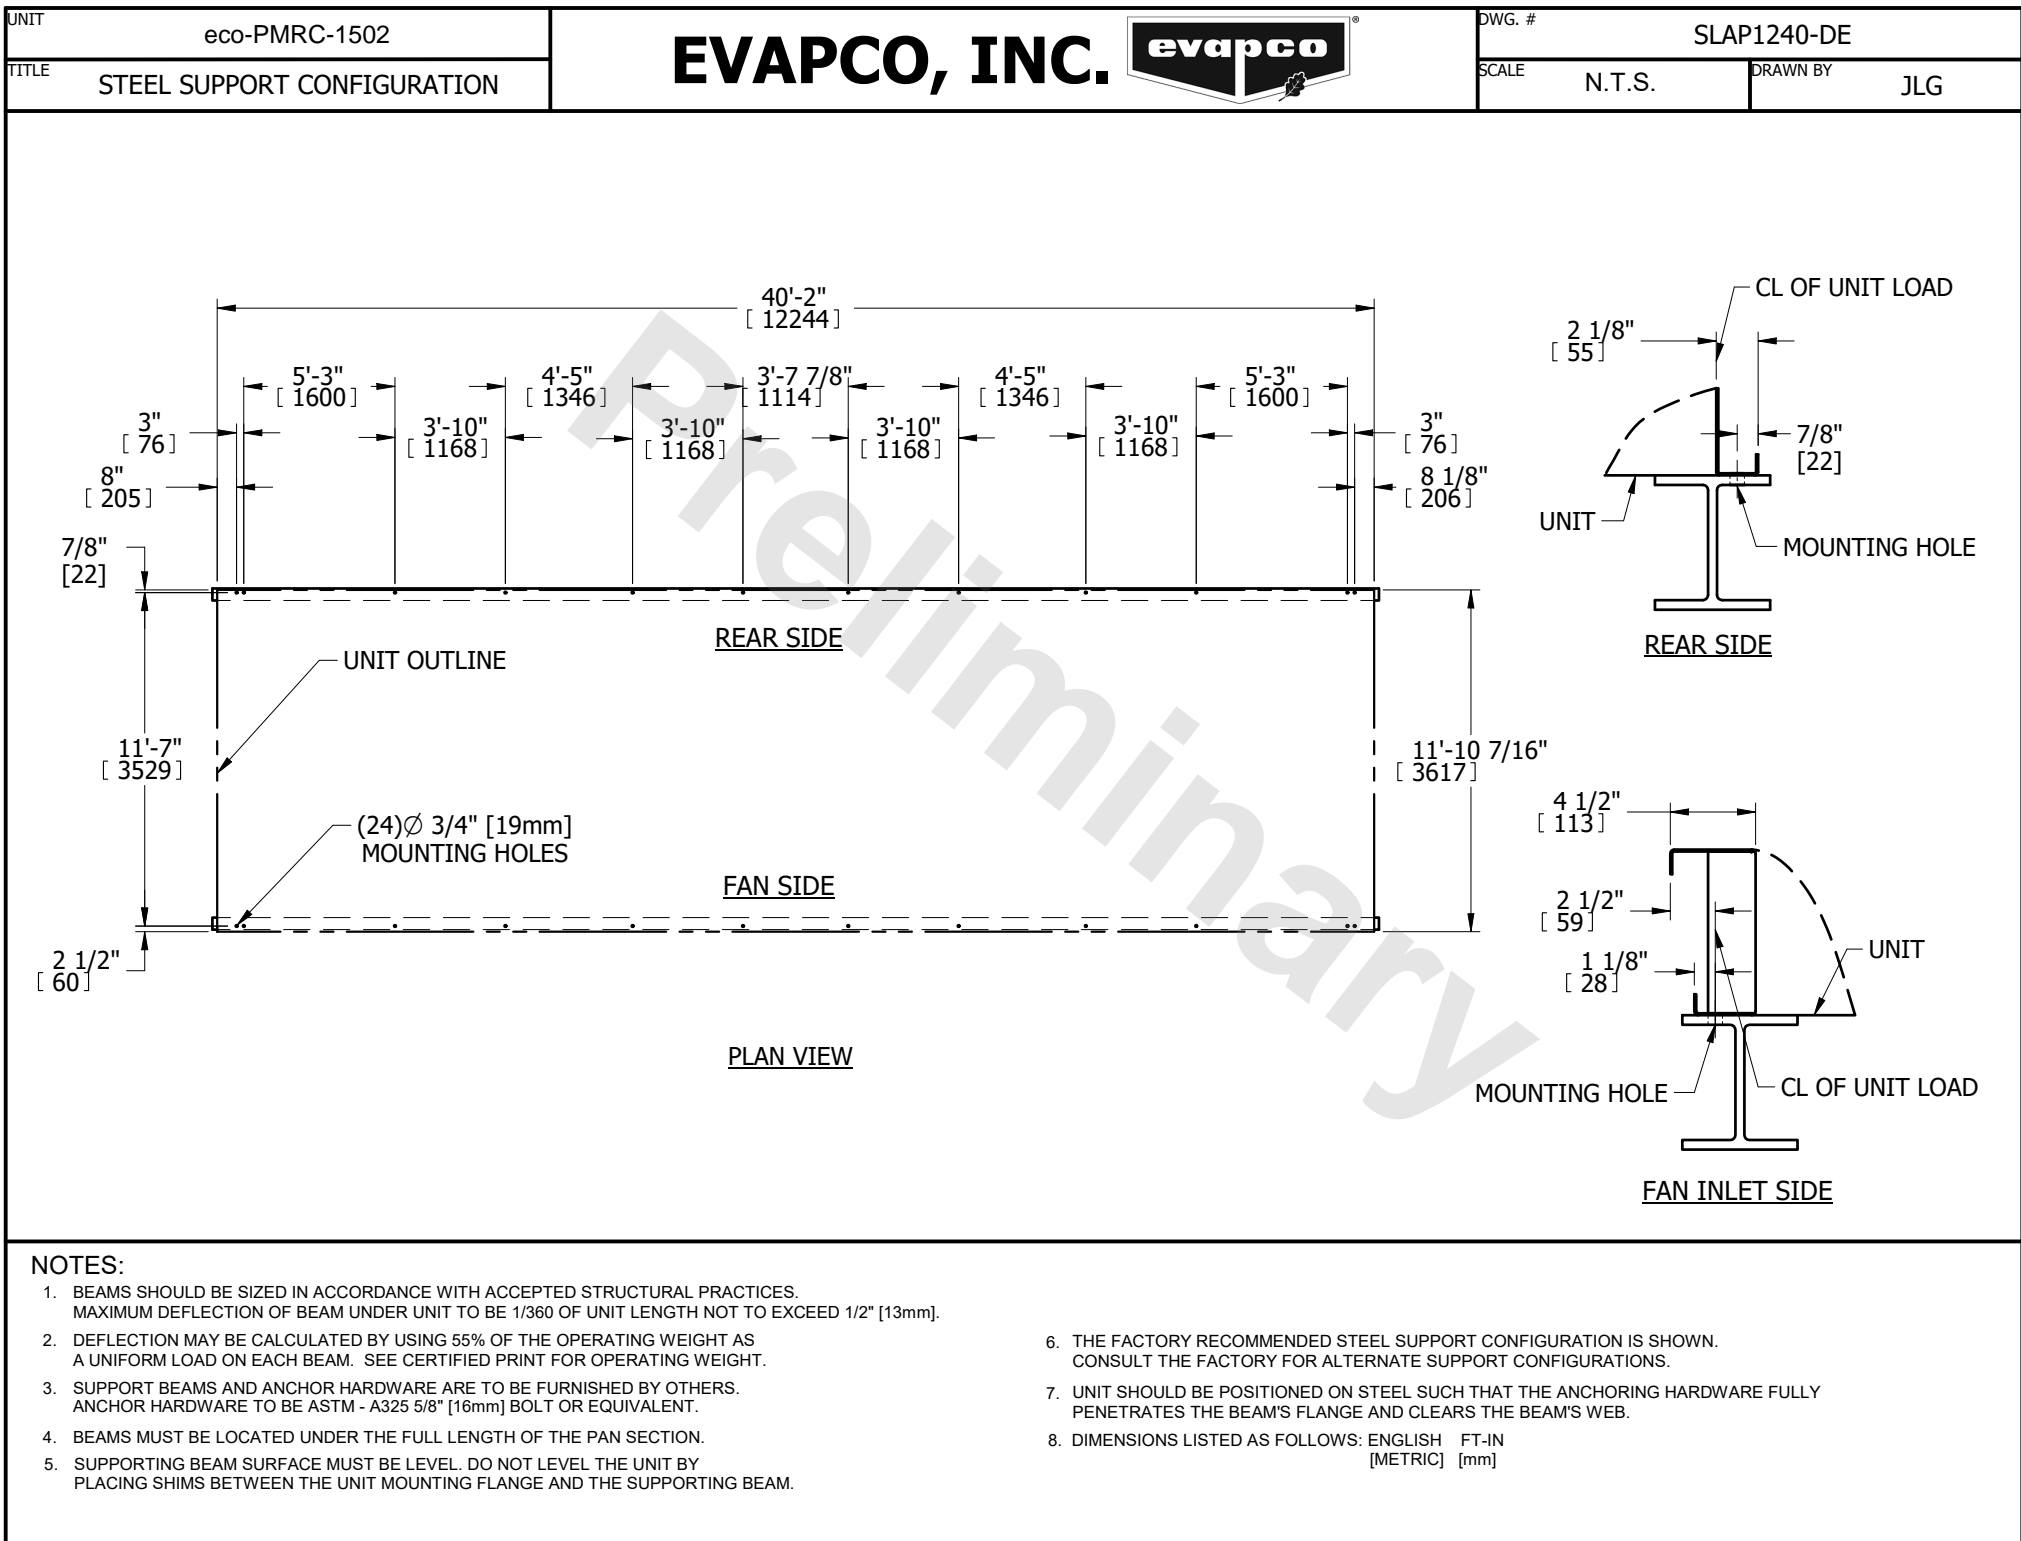 UNIT
eco-PMRC-1502
TITLE
STEEL SUPPORT CONFIGURATION
EVAPCO, INC.
evapco
®
DWG. #
SLAP1240-DE
SCALE
N.T.S.
DRAWN BY
JLG
40'-2"
[ 12244 ]
5'-3"
[ 1600 ]
4'-5"
[ 1346 ]
3'-7 7/8"
[ 1114 ]
4'-5"
[ 1346 ]
5'-3"
[ 1600 ]
3"
[ 76 ]
3'-10"
[ 1168 ]
3'-10"
[ 1168 ]
3'-10"
[ 1168 ]
3'-10"
[ 1168 ]
3"
[ 76 ]
8"
[ 205 ]
8 1/8"
[ 206 ]
7/8"
[22]
REAR SIDE
UNIT OUTLINE
11'-7"
[ 3529 ]
11'-10 7/16"
[ 3617 ]
(24)Ø 3/4" [19mm]
MOUNTING HOLES
FAN SIDE
2 1/2"
[ 60 ]
PLAN VIEW
Preliminary
CL OF UNIT LOAD
2 1/8"
[ 55 ]
7/8"
[22]
UNIT
MOUNTING HOLE
REAR SIDE
4 1/2"
[ 113 ]
2 1/2"
[ 59 ]
1 1/8"
[ 28 ]
UNIT
MOUNTING HOLE
CL OF UNIT LOAD
FAN INLET SIDE
NOTES:
1. BEAMS SHOULD BE SIZED IN ACCORDANCE WITH ACCEPTED STRUCTURAL PRACTICES.
MAXIMUM DEFLECTION OF BEAM UNDER UNIT TO BE 1/360 OF UNIT LENGTH NOT TO EXCEED 1/2" [13mm].
2. DEFLECTION MAY BE CALCULATED BY USING 55% OF THE OPERATING WEIGHT AS
A UNIFORM LOAD ON EACH BEAM. SEE CERTIFIED PRINT FOR OPERATING WEIGHT.
3. SUPPORT BEAMS AND ANCHOR HARDWARE ARE TO BE FURNISHED BY OTHERS.
ANCHOR HARDWARE TO BE ASTM - A325 5/8" [16mm] BOLT OR EQUIVALENT.
4. BEAMS MUST BE LOCATED UNDER THE FULL LENGTH OF THE PAN SECTION.
5. SUPPORTING BEAM SURFACE MUST BE LEVEL. DO NOT LEVEL THE UNIT BY
PLACING SHIMS BETWEEN THE UNIT MOUNTING FLANGE AND THE SUPPORTING BEAM.
6. THE FACTORY RECOMMENDED STEEL SUPPORT CONFIGURATION IS SHOWN.
CONSULT THE FACTORY FOR ALTERNATE SUPPORT CONFIGURATIONS.
7. UNIT SHOULD BE POSITIONED ON STEEL SUCH THAT THE ANCHORING HARDWARE FULLY
PENETRATES THE BEAM'S FLANGE AND CLEARS THE BEAM'S WEB.
8. DIMENSIONS LISTED AS FOLLOWS: ENGLISH FT-IN
[METRIC] [mm]